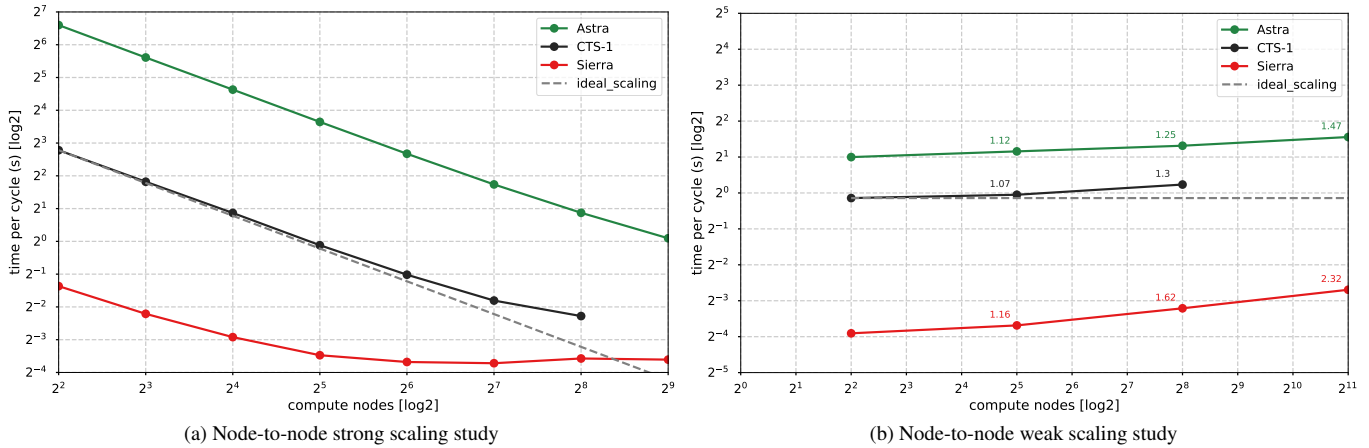 2^7
2^6
2^5
2^4
2^3
2^2
2^1
2^0
2^−1
2^−2
2^−3
2^−4
time per cycle (s) [log2]
Astra
CTS-1
Sierra
ideal_scaling
2^2 2^3 2^4 2^5 2^6 2^7 2^8 2^9
compute nodes [log2]
(a) Node-to-node strong scaling study
2^5
2^4
2^3
2^2
2^1
2^0
2^−1
2^−2
2^−3
2^−4
2^−5
time per cycle (s) [log2]
Astra
CTS-1
Sierra
ideal_scaling
1.12 1.25 1.47
1.07 1.3
1.16 1.62 2.32
2^0 2^1 2^2 2^3 2^4 2^5 2^6 2^7 2^8 2^9 2^10 2^11
compute nodes [log2]
(b) Node-to-node weak scaling study